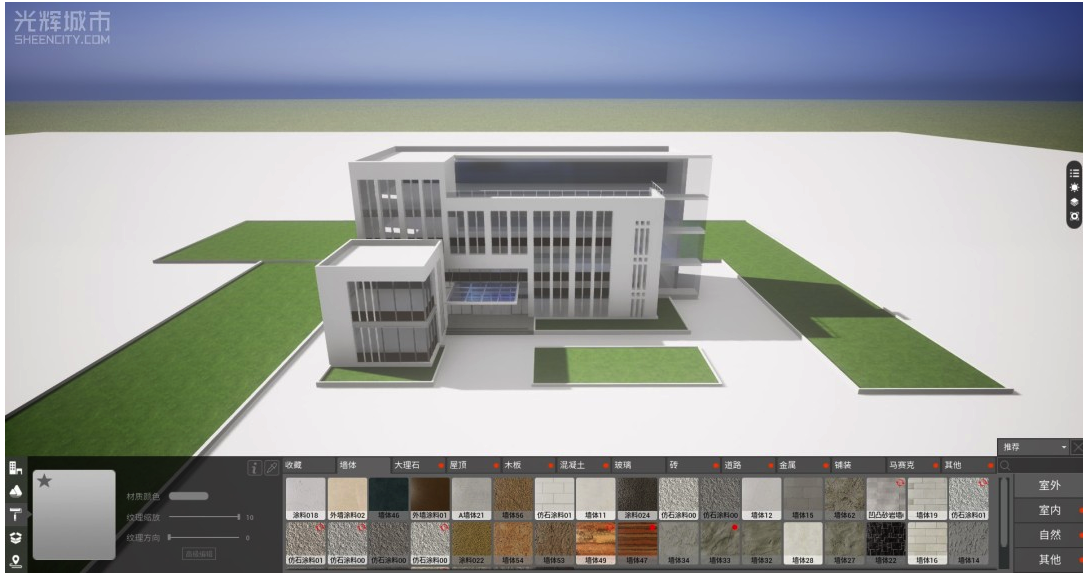 光辉城市
SHEENCITY.COM
推荐
收藏 墙体 大理石 屋顶 木板 混凝土 玻璃 砖 道路 金属 铺装 马赛克 其他
材质颜色
纹理缩放 10
纹理方向 0
高级编辑
涂料018 外墙涂料02 墙体46 外墙涂料01 A墙体21 墙体56 仿石涂料01 墙体11 涂料024 仿石涂料00 仿石涂料00 墙体12 墙体15 墙体62 凹凸砂岩墙 墙体19 仿石涂料01
仿石涂料01 仿石涂料00 仿石涂料00 仿石涂料00 涂料022 墙体54 墙体53 墙体49 墙体47 墙体34 墙体33 墙体32 墙体28 墙体27 墙体22 墙体16 墙体14
室外
室内
自然
其他